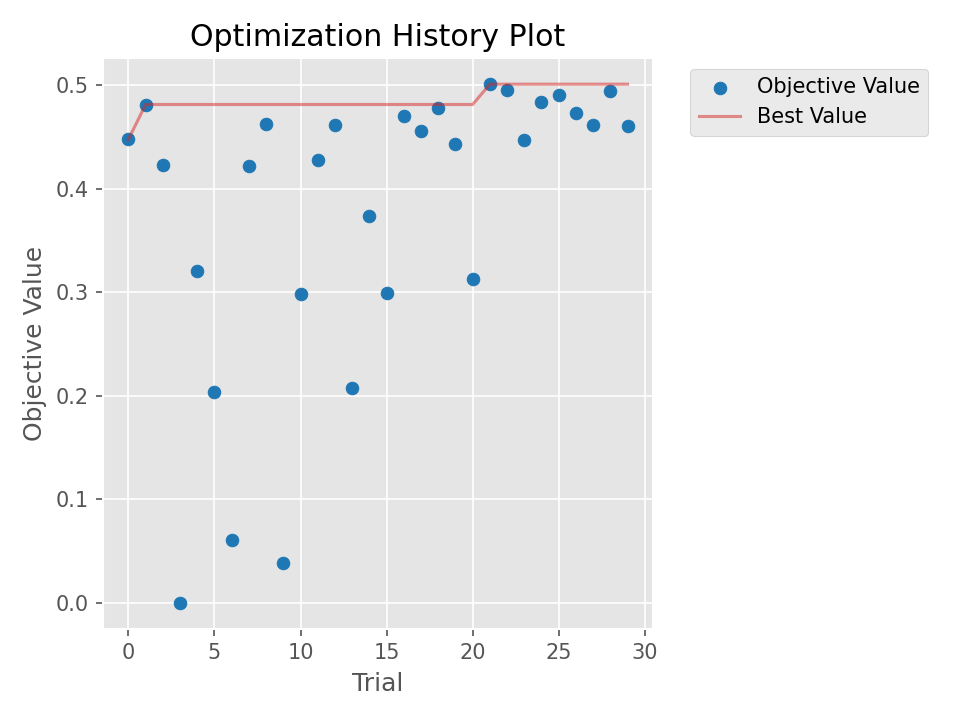 Optimization History Plot
Objective Value
Best Value
Objective Value
0.5
0.4
0.3
0.2
0.1
0.0
0 5 10 15 20 25 30
Trial